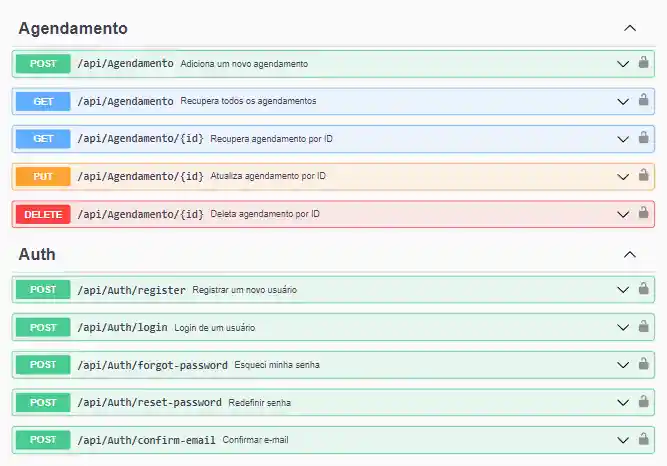 Agendamento
POST /api/Agendamento Adiciona um novo agendamento
GET /api/Agendamento Recupera todos os agendamentos
GET /api/Agendamento/{id} Recupera agendamento por ID
PUT /api/Agendamento/{id} Atualiza agendamento por ID
DELETE /api/Agendamento/{id} Deleta agendamento por ID
Auth
POST /api/Auth/register Registrar um novo usuário
POST /api/Auth/login Login de um usuário
POST /api/Auth/forgot-password Esqueci minha senha
POST /api/Auth/reset-password Redefinir senha
POST /api/Auth/confirm-email Confirmar e-mail